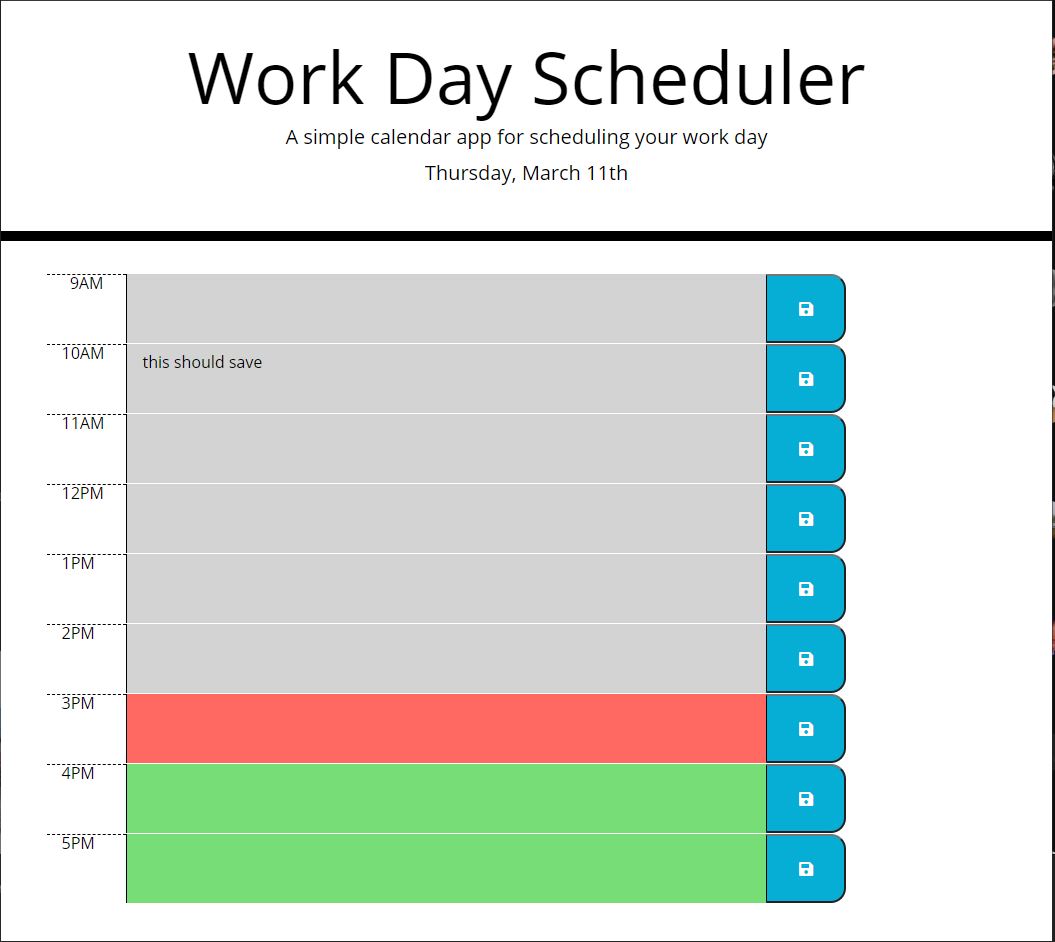 Work Day Scheduler
A simple calendar app for scheduling your work day
Thursday, March 11th
9AM
10AM this should save
11AM
12PM
1PM
2PM
3PM
4PM
5PM